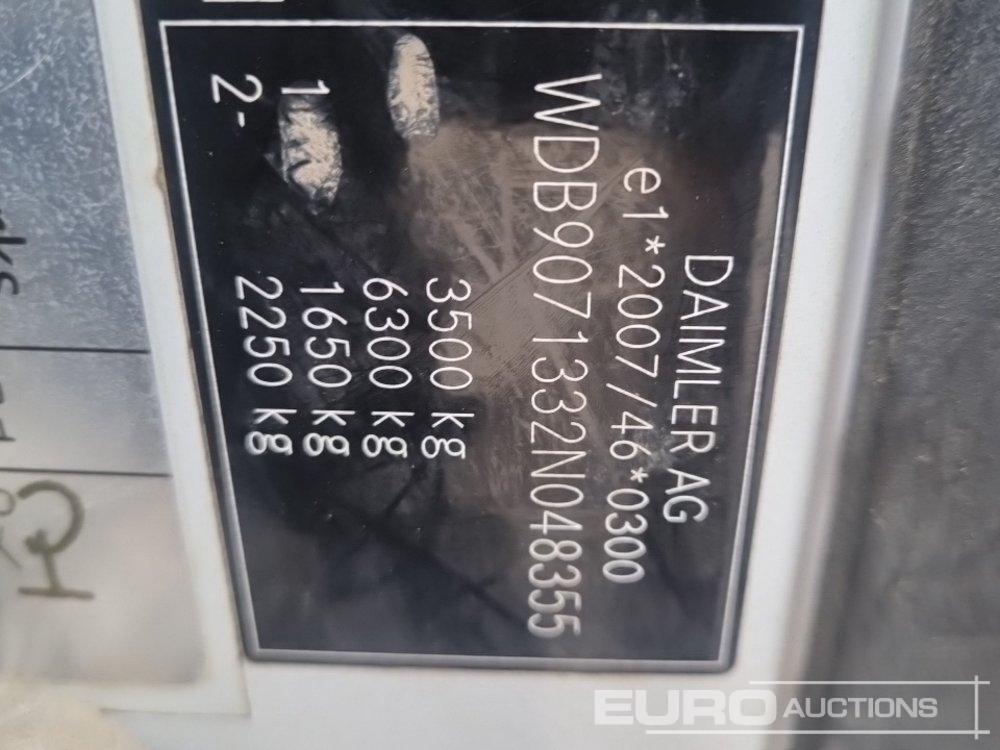 DAIMLER AG
e1*2007/46*0300
WDB9071332N048355
3500 kg
6300 kg
1 1650 kg
2- 2250 kg
EURO AUCTIONS